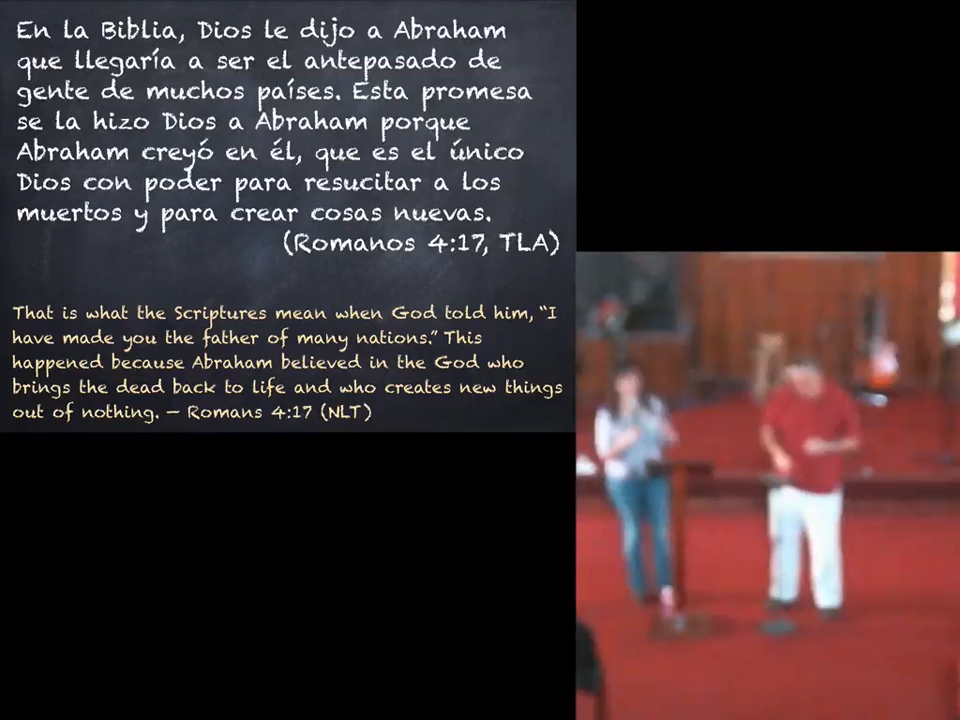 En la Biblia, Dios le dijo a Abraham
que llegaría a ser el antepasado de
gente de muchos países. Esta promesa
se la hizo Dios a Abraham porque
Abraham creyó en él, que es el único
Dios con poder para resucitar a los
muertos y para crear cosas nuevas.
(Romanos 4:17, TLA)
That is what the Scriptures mean when God told him, “I
have made you the father of many nations.” This
happened because Abraham believed in the God who
brings the dead back to life and who creates new things
out of nothing. — Romans 4:17 (NLT)